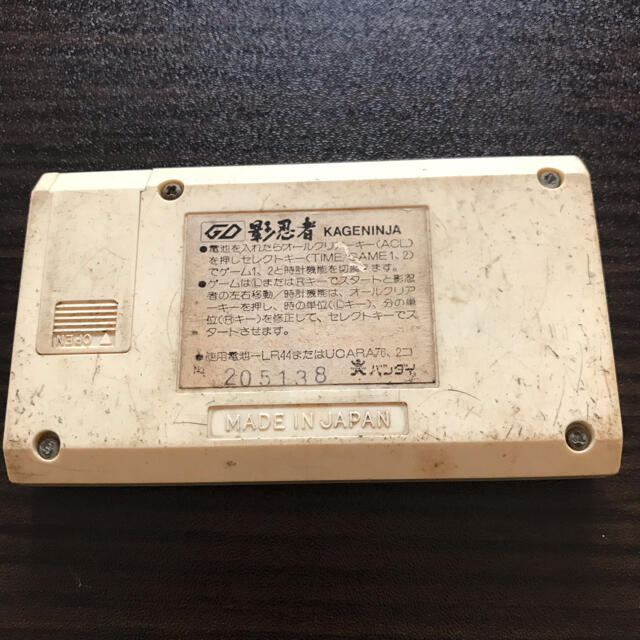 GD 影忍者 KAGENINJA
●電池を入れたらオールクリアーキー(ACL)
を押しセレクトキー(TIME、GAME1、2)
でゲーム1、2と時計機能を切換えます。
●ゲームはⓁまたはⓇキーでスタートと影忍
者の左右移動／時計機能は、オールクリア
ーキーを押し、時の単位(Ⓛキー)、分の単
位(Ⓡキー)を修正して、セレクトキーでス
タートさせます。
用電池ーLR44またはUCARA76、2コ
205138 バンダイ
MADE IN JAPAN
OPEN